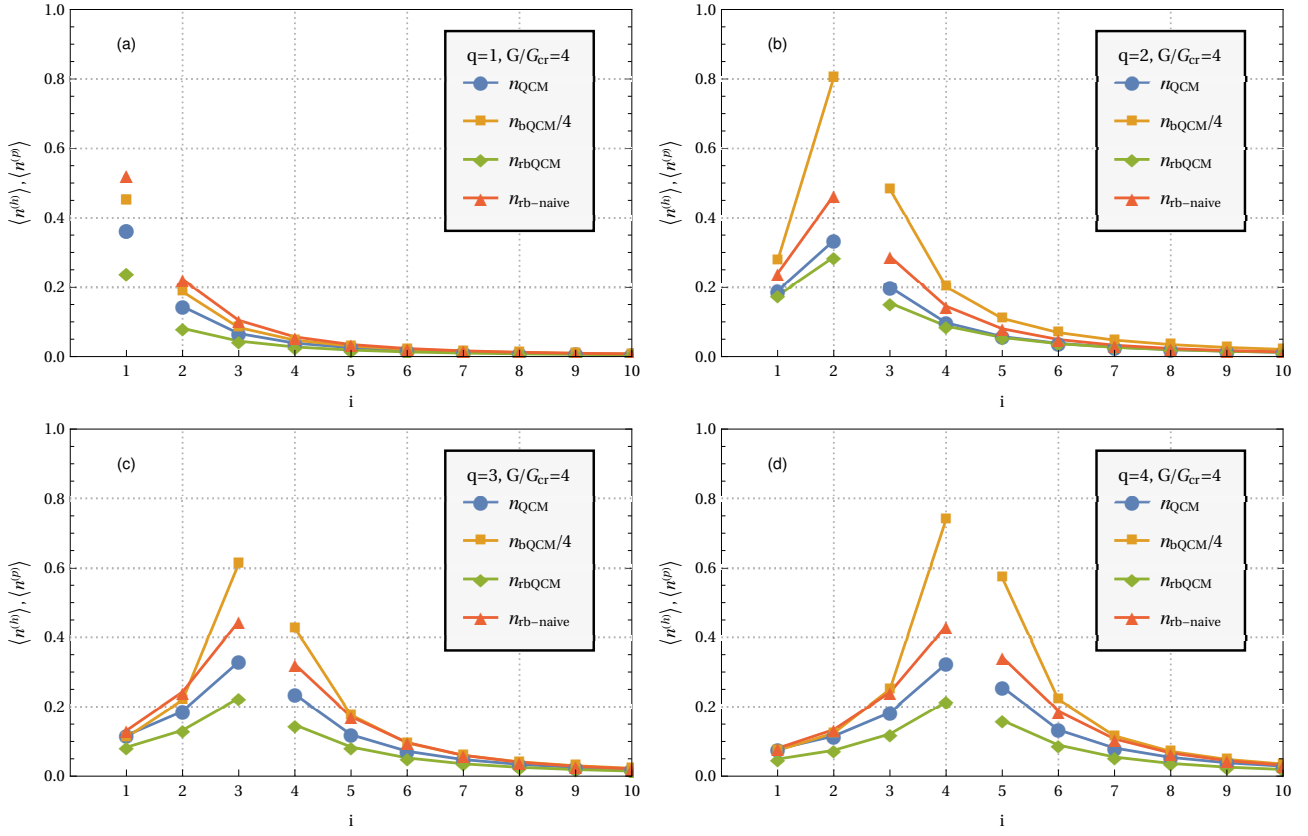 (a)
q=1, G/Gcr=4
nQCM
nbQCM/4
nrbQCM
nrb−naive
⟨n(h)⟩, ⟨n(p)⟩
1.0
0.8
0.6
0.4
0.2
0.0
1 2 3 4 5 6 7 8 9 10
i
(b)
q=2, G/Gcr=4
nQCM
nbQCM/4
nrbQCM
nrb−naive
⟨n(h)⟩, ⟨n(p)⟩
1.0
0.8
0.6
0.4
0.2
0.0
1 2 3 4 5 6 7 8 9 10
i
(c)
q=3, G/Gcr=4
nQCM
nbQCM/4
nrbQCM
nrb−naive
⟨n(h)⟩, ⟨n(p)⟩
1.0
0.8
0.6
0.4
0.2
0.0
1 2 3 4 5 6 7 8 9 10
i
(d)
q=4, G/Gcr=4
nQCM
nbQCM/4
nrbQCM
nrb−naive
⟨n(h)⟩, ⟨n(p)⟩
1.0
0.8
0.6
0.4
0.2
0.0
1 2 3 4 5 6 7 8 9 10
i